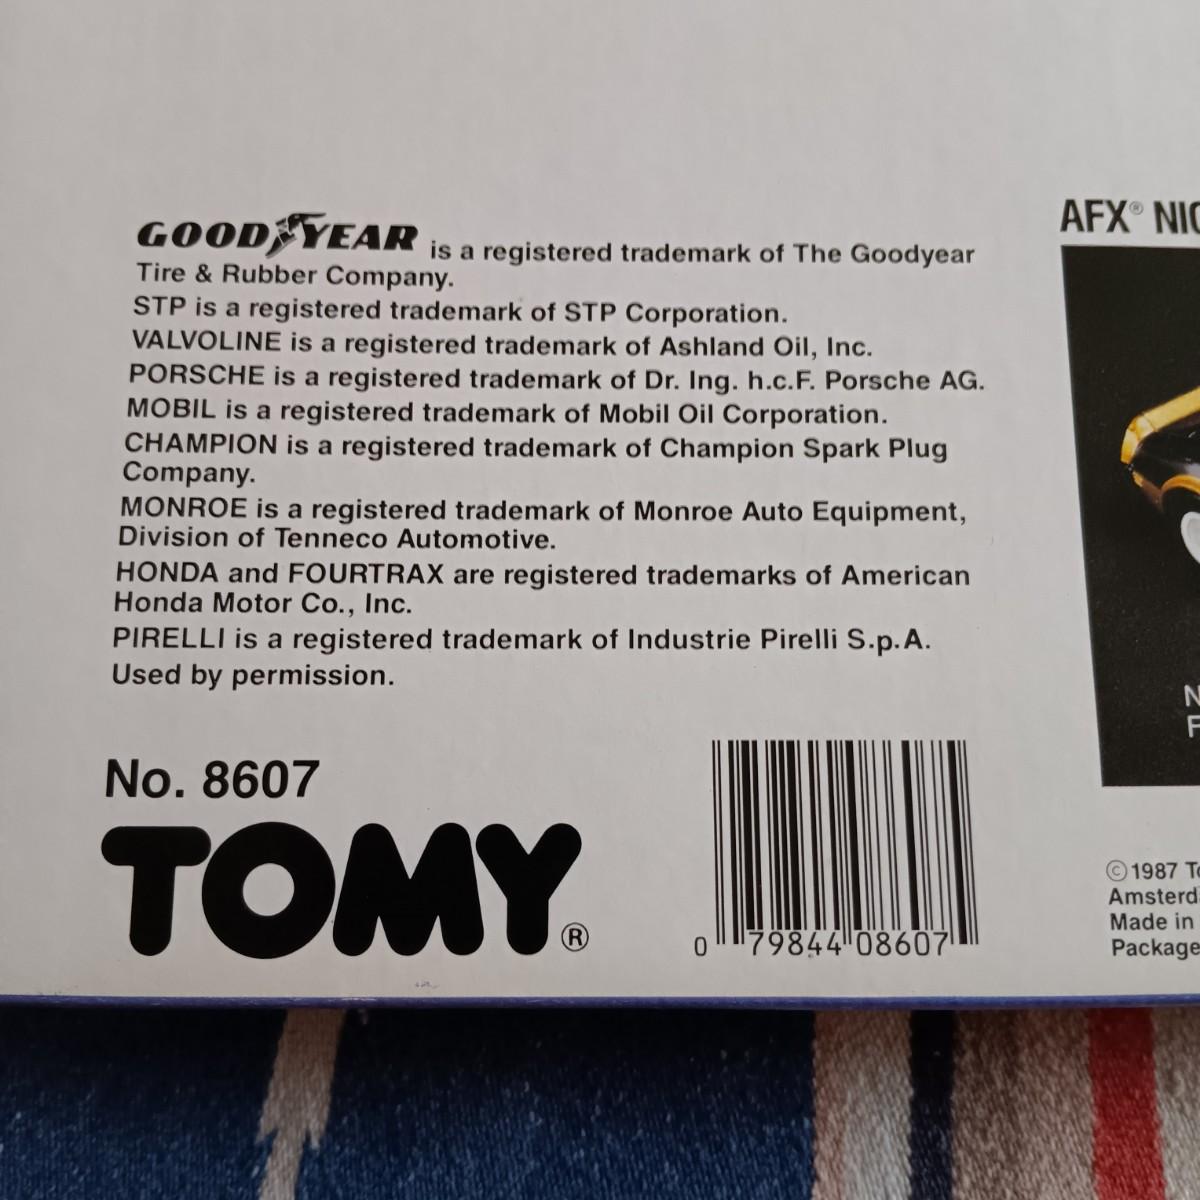 GOODYEAR is a registered trademark of The Goodyear
Tire & Rubber Company.
STP is a registered trademark of STP Corporation.
VALVOLINE is a registered trademark of Ashland Oil, Inc.
PORSCHE is a registered trademark of Dr. Ing. h.c.F. Porsche AG.
MOBIL is a registered trademark of Mobil Oil Corporation.
CHAMPION is a registered trademark of Champion Spark Plug
Company.
MONROE is a registered trademark of Monroe Auto Equipment,
Division of Tenneco Automotive.
HONDA and FOURTRAX are registered trademarks of American
Honda Motor Co., Inc.
PIRELLI is a registered trademark of Industrie Pirelli S.p.A.
Used by permission.
No. 8607
TOMY®
0 79844 08607
AFX®
©1987
Made in